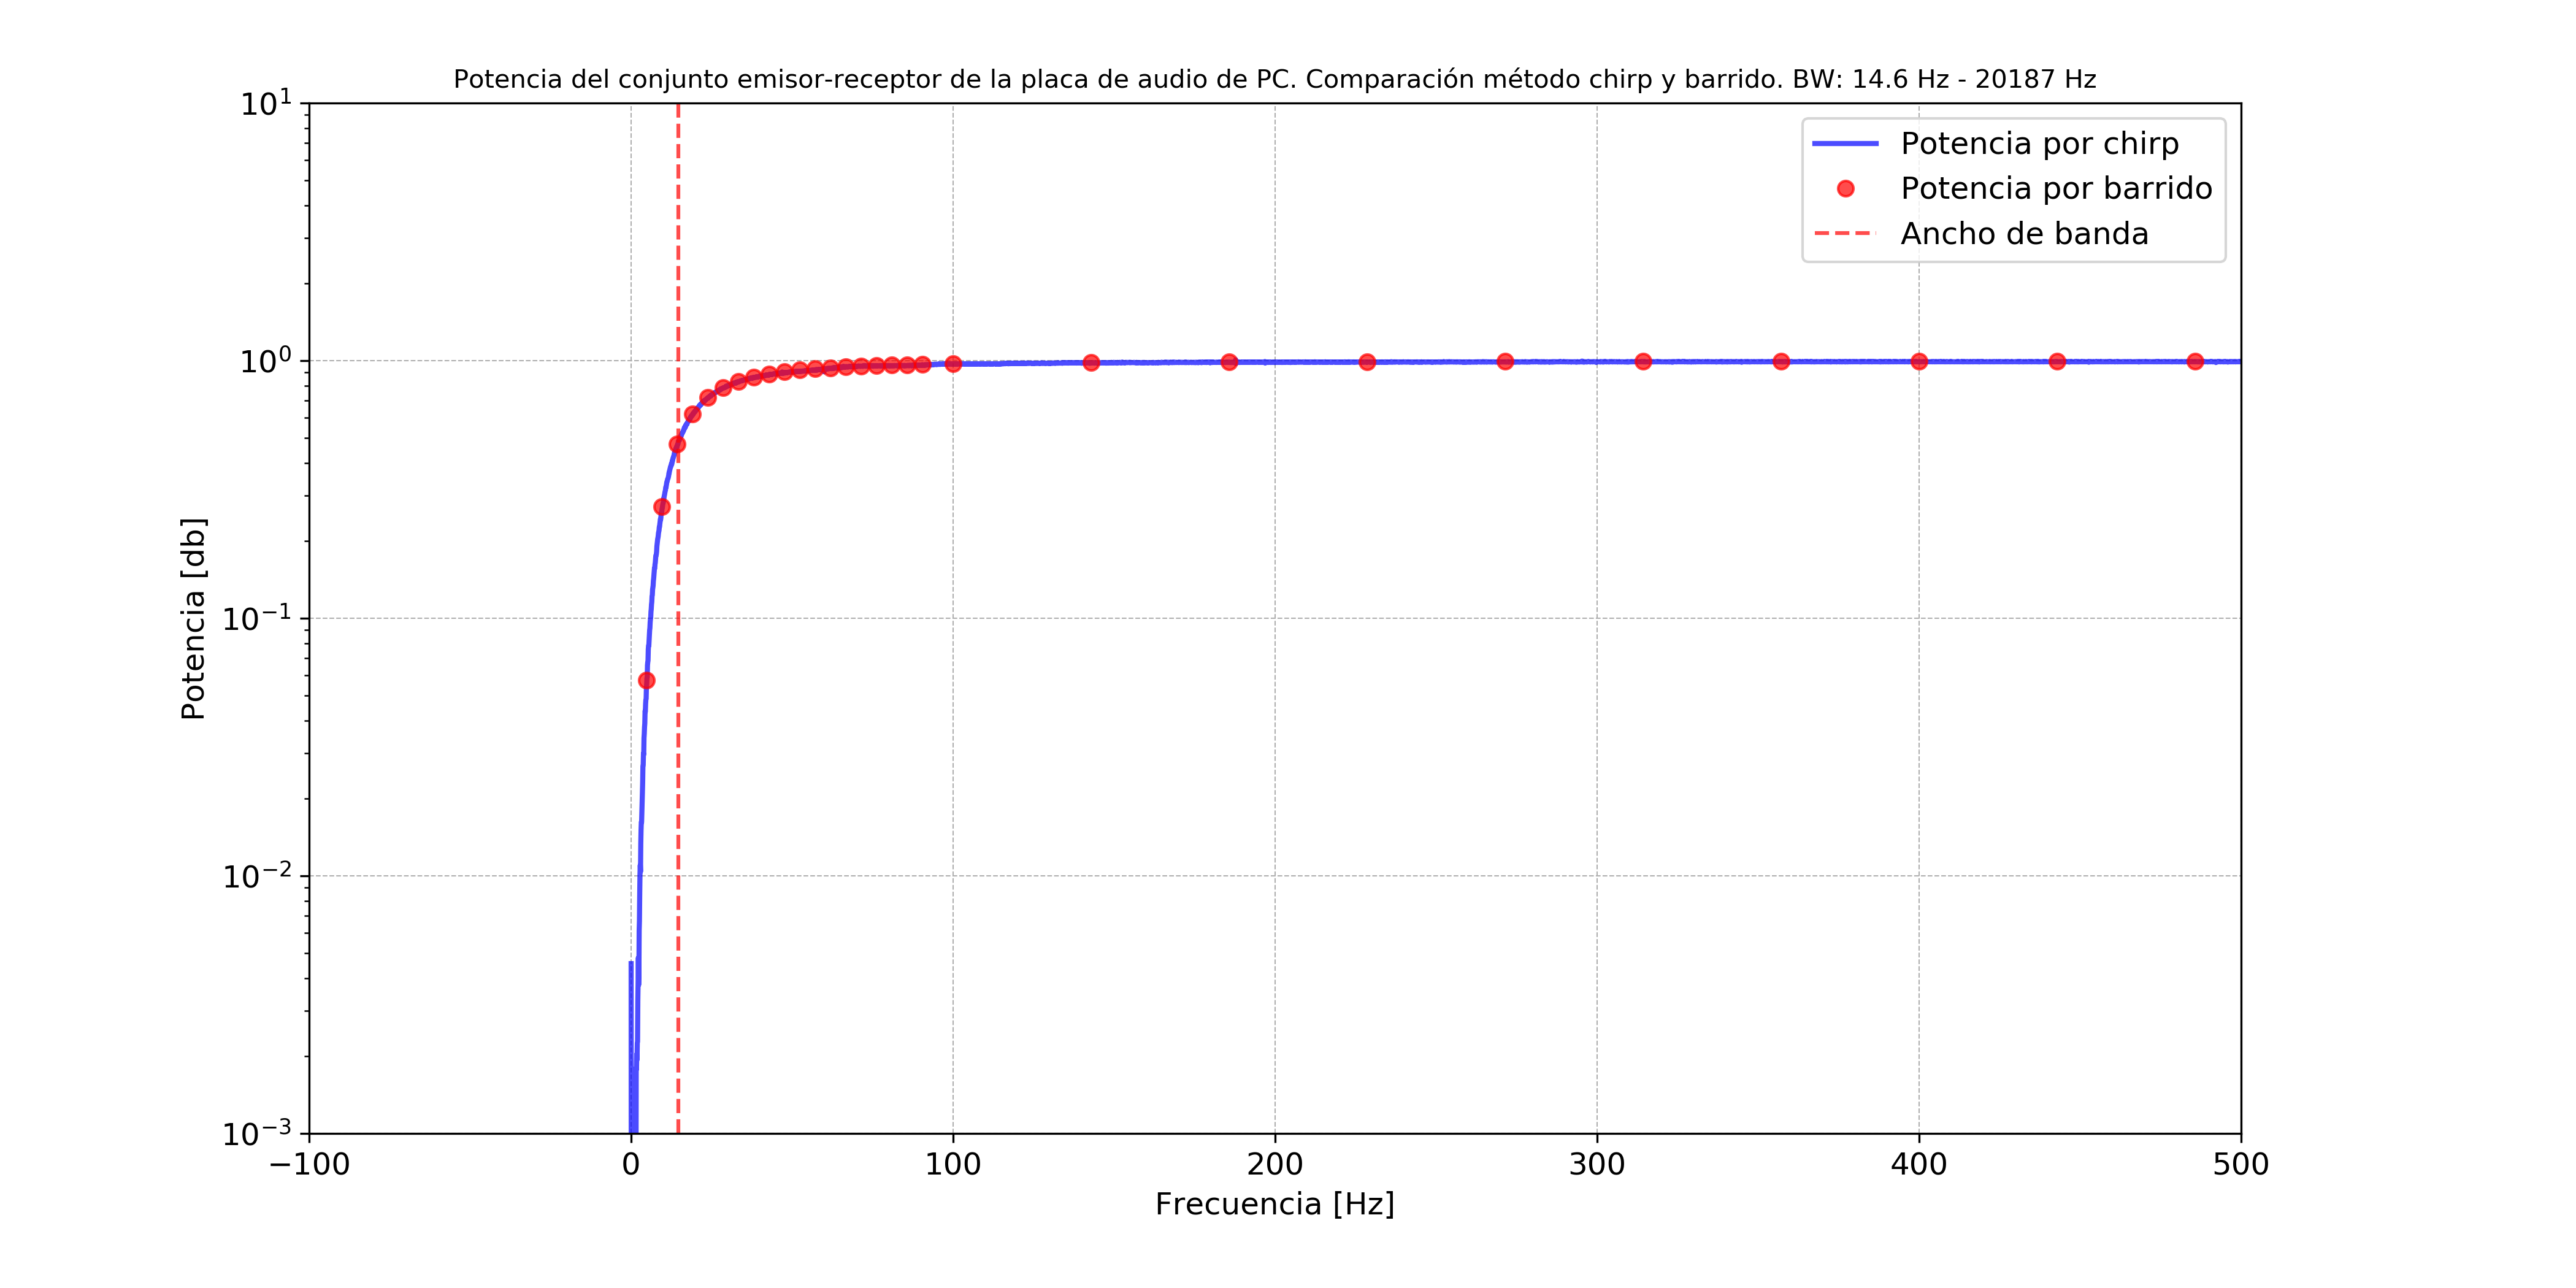 Potencia del conjunto emisor-receptor de la placa de audio de PC. Comparación método chirp y barrido. BW: 14.6 Hz - 20187 Hz
Potencia por chirp
Potencia por barrido
Ancho de banda
Potencia [db]
10¹
10⁰
10⁻¹
10⁻²
10⁻³
−100 0 100 200 300 400 500
Frecuencia [Hz]